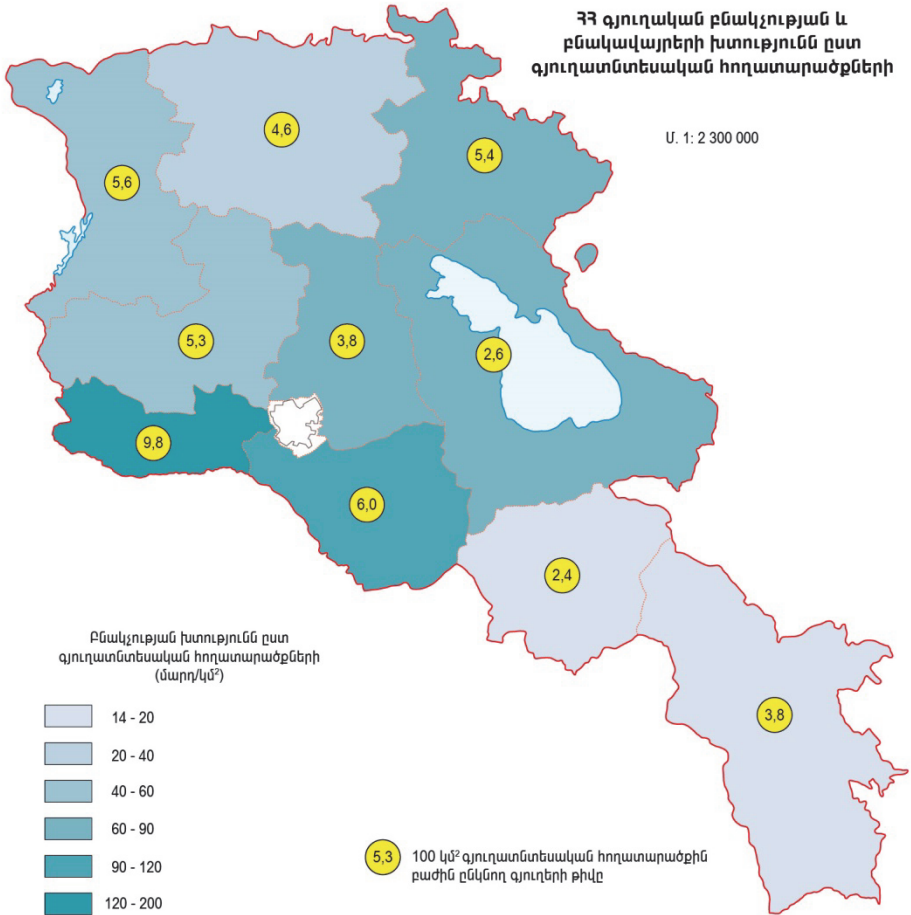 ՀՀ գյուղական բնակչության և
բնակավայրերի խտությունն ըստ
գյուղատնտեսական հողատարածքների
Մ. 1: 2 300 000
4,6
5,4
5,6
5,3
3,8
2,6
9,8
6,0
2,4
3,8
Բնակչության խտությունն ըստ
գյուղատնտեսական հողատարածքների
(մարդ/կմ²)
14 - 20
20 - 40
40 - 60
60 - 90
90 - 120
120 - 200
5,3
100 կմ² գյուղատնտեսական հողատարածքին
բաժին ընկնող գյուղերի թիվը